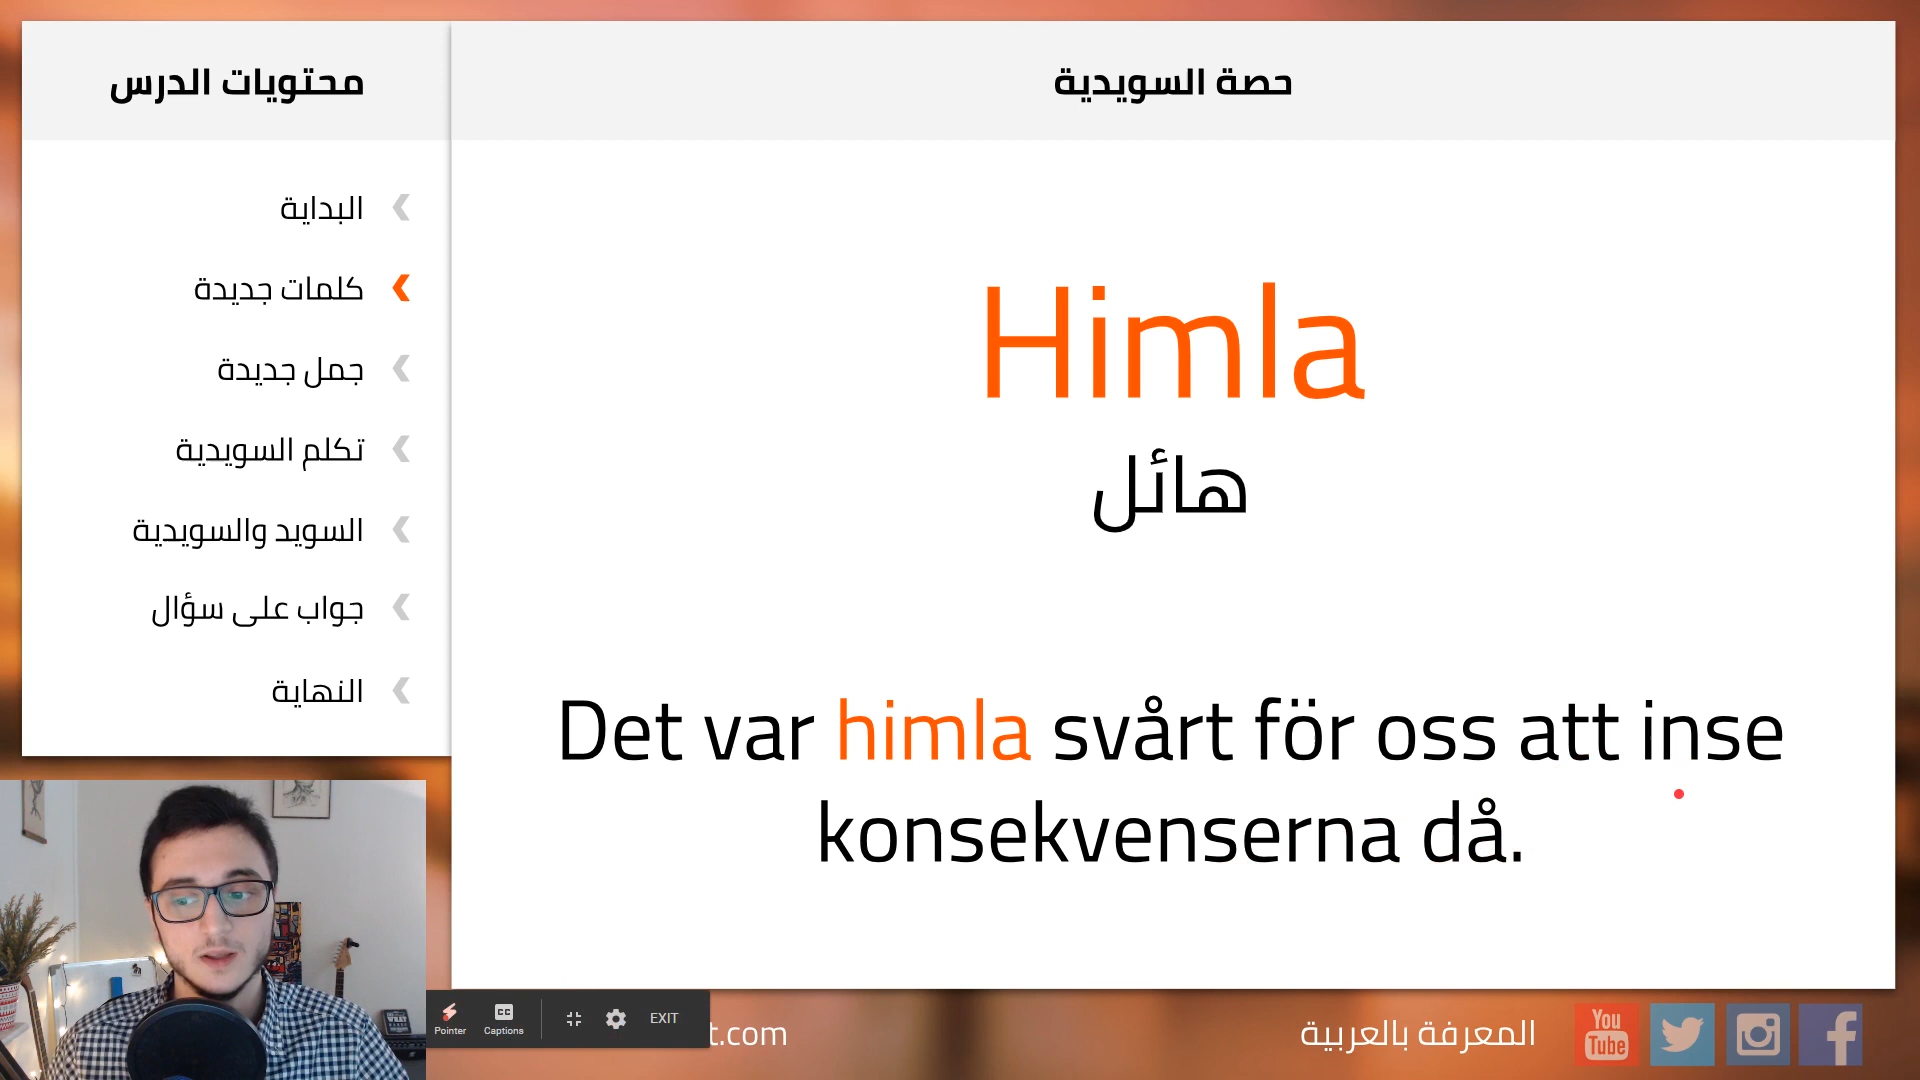 حصة السويدية
محتويات الدرس
البداية
كلمات جديدة
جمل جديدة
تكلم السويدية
السويد والسويدية
جواب على سؤال
النهاية
Himla
هائل
Det var himla svårt för oss att inse
konsekvenserna då.
Pointer
Captions
EXIT
t.com
المعرفة بالعربية
You
Tube